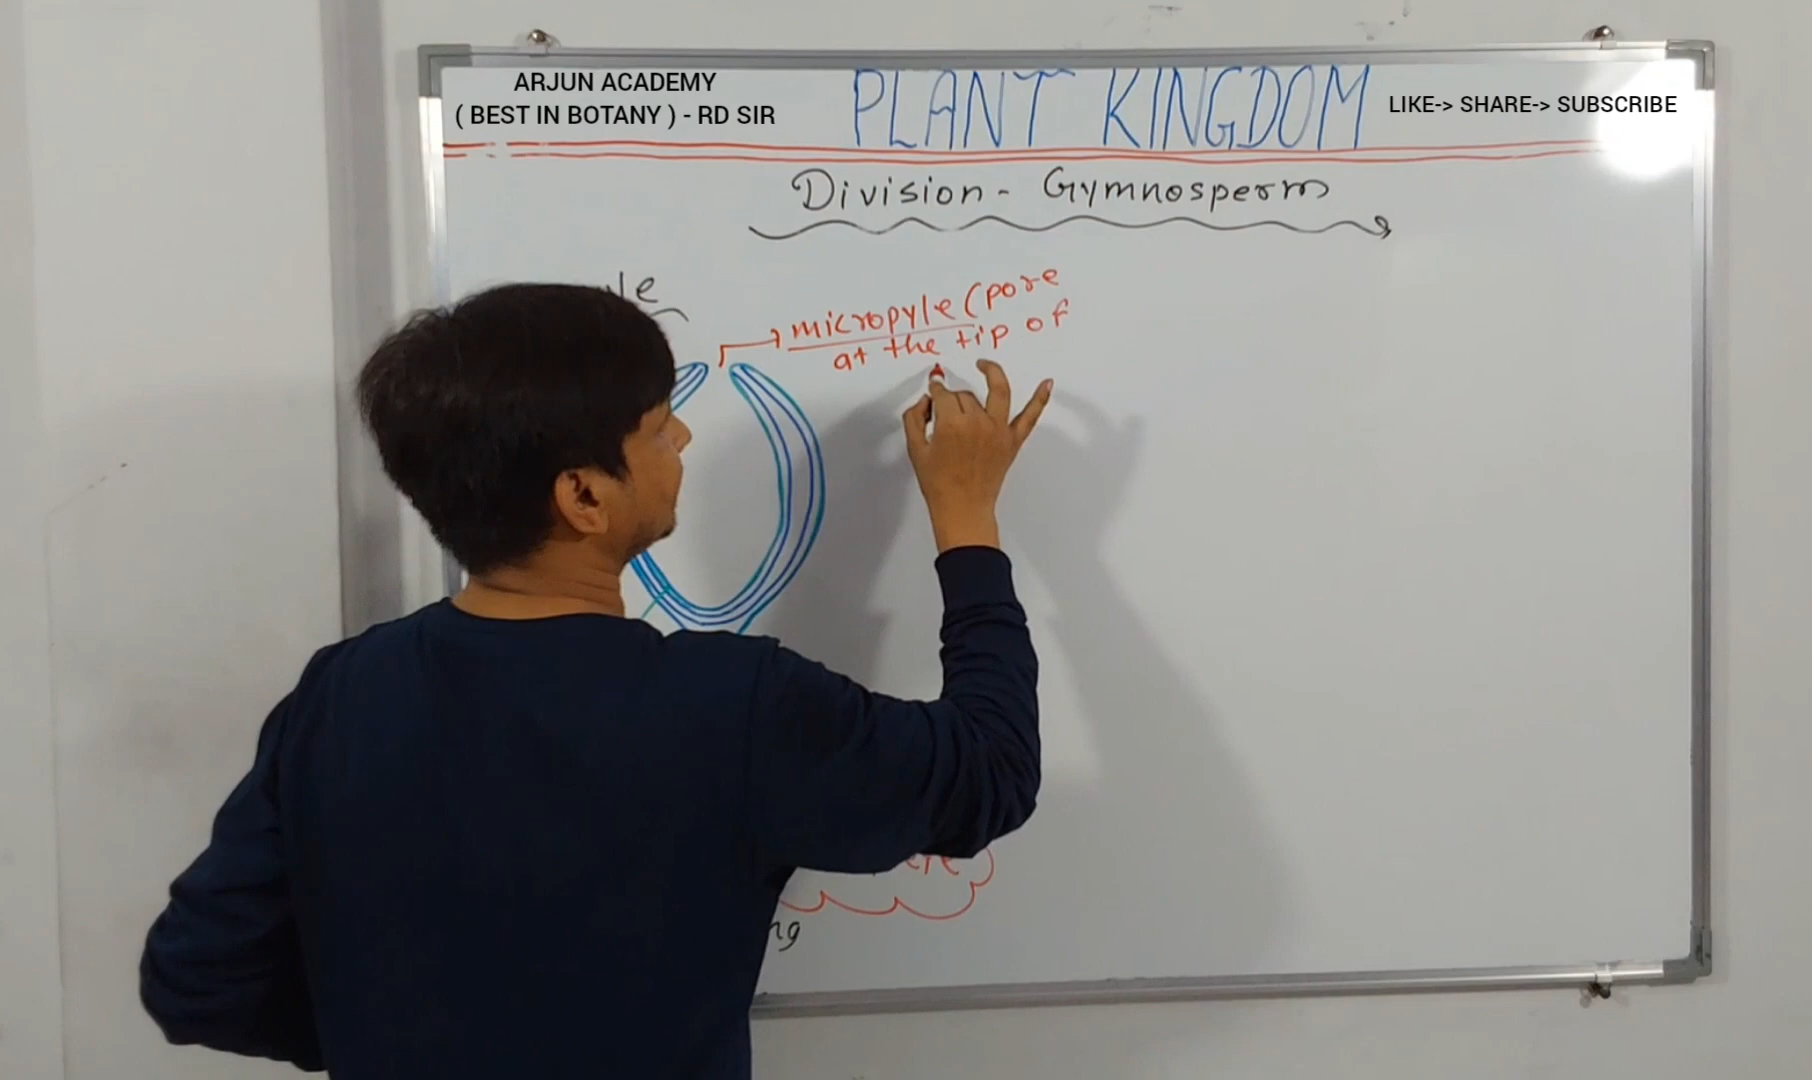 ARJUN ACADEMY
( BEST IN BOTANY ) - RD SIR
PLANT KINGDOM
LIKE-> SHARE-> SUBSCRIBE
Division - Gymnosperm
micropyle (pore
at the tip of